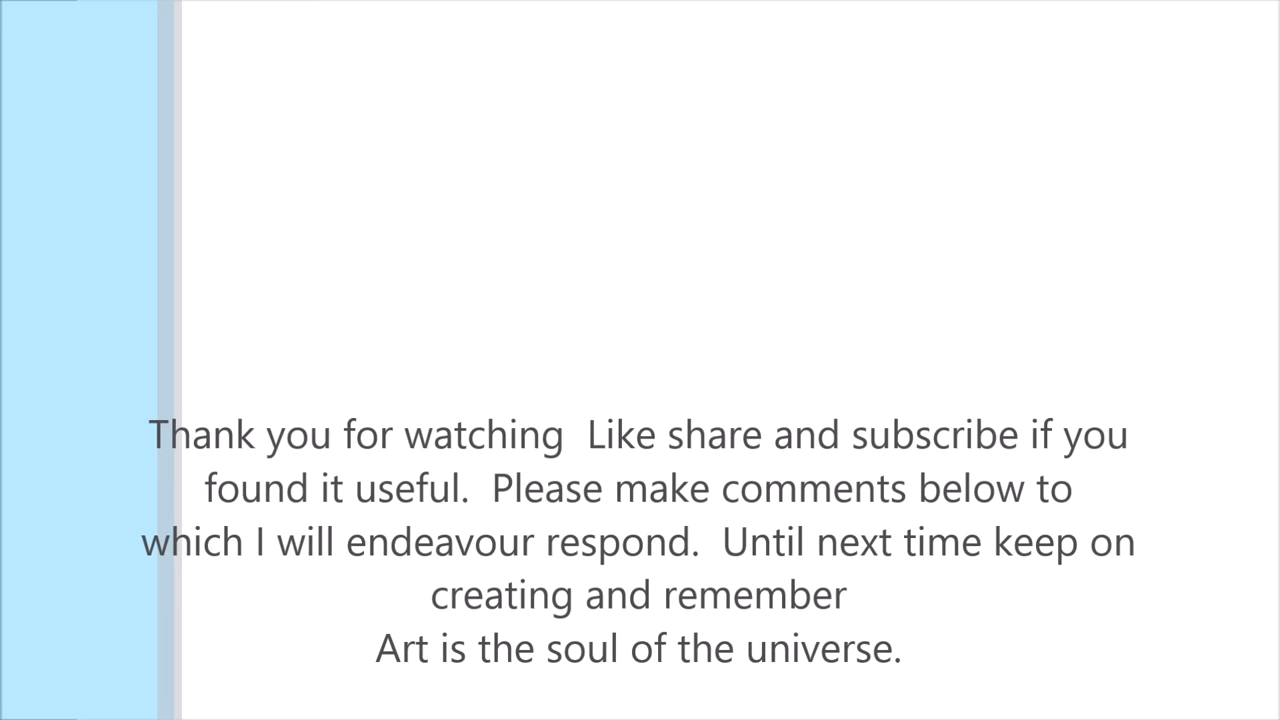 Thank you for watching  Like share and subscribe if you
found it useful.  Please make comments below to
which I will endeavour respond.  Until next time keep on
creating and remember
Art is the soul of the universe.